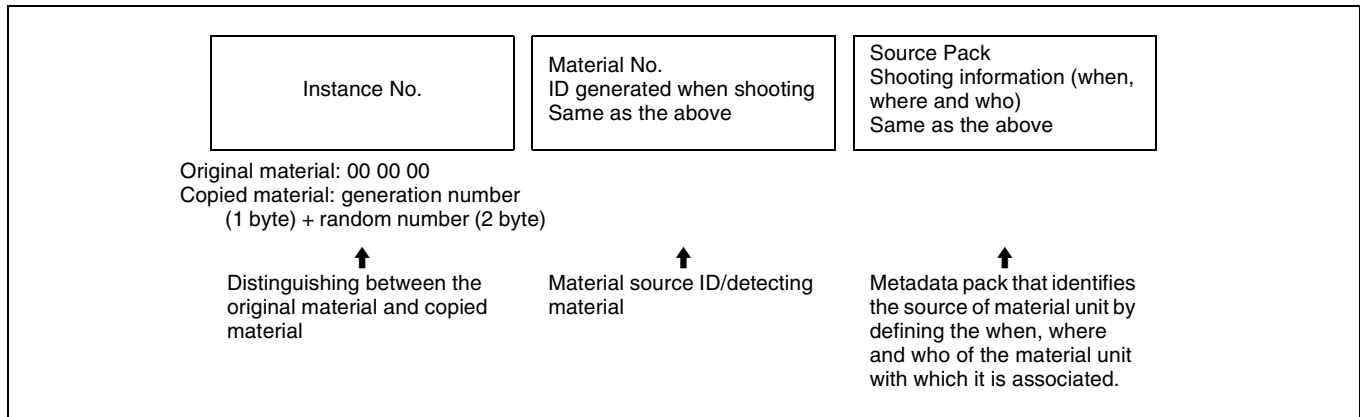 Instance No.
Material No.
ID generated when shooting
Same as the above
Source Pack
Shooting information (when,
where and who)
Same as the above
Original material: 00 00 00
Copied material: generation number
(1 byte) + random number (2 byte)
Distinguishing between the
original material and copied
material
Material source ID/detecting
material
Metadata pack that identifies
the source of material unit by
defining the when, where
and who of the material unit
with which it is associated.